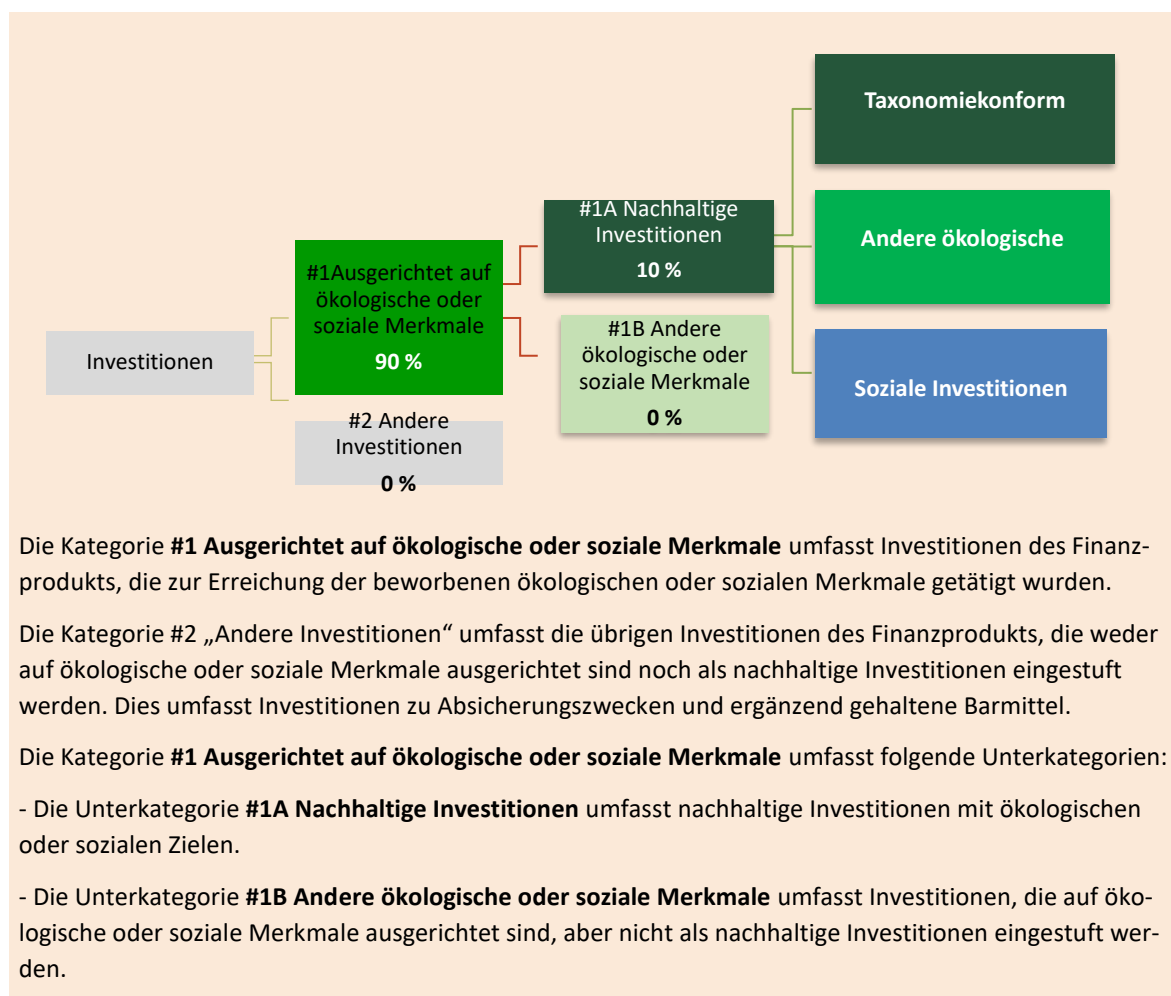 Taxonomiekonform
#1A Nachhaltige
Investitionen
10 %
Andere ökologische
#1Ausgerichtet auf
ökologische oder
soziale Merkmale
90 %
Investitionen
#1B Andere
ökologische oder
soziale Merkmale
0 %
Soziale Investitionen
#2 Andere
Investitionen
0 %
Die Kategorie #1 Ausgerichtet auf ökologische oder soziale Merkmale umfasst Investitionen des Finanz-
produkts, die zur Erreichung der beworbenen ökologischen oder sozialen Merkmale getätigt wurden.
Die Kategorie #2 „Andere Investitionen“ umfasst die übrigen Investitionen des Finanzprodukts, die weder
auf ökologische oder soziale Merkmale ausgerichtet sind noch als nachhaltige Investitionen eingestuft
werden. Dies umfasst Investitionen zu Absicherungszwecken und ergänzend gehaltene Barmittel.
Die Kategorie #1 Ausgerichtet auf ökologische oder soziale Merkmale umfasst folgende Unterkategorien:
- Die Unterkategorie #1A Nachhaltige Investitionen umfasst nachhaltige Investitionen mit ökologischen
oder sozialen Zielen.
- Die Unterkategorie #1B Andere ökologische oder soziale Merkmale umfasst Investitionen, die auf öko-
logische oder soziale Merkmale ausgerichtet sind, aber nicht als nachhaltige Investitionen eingestuft wer-
den.